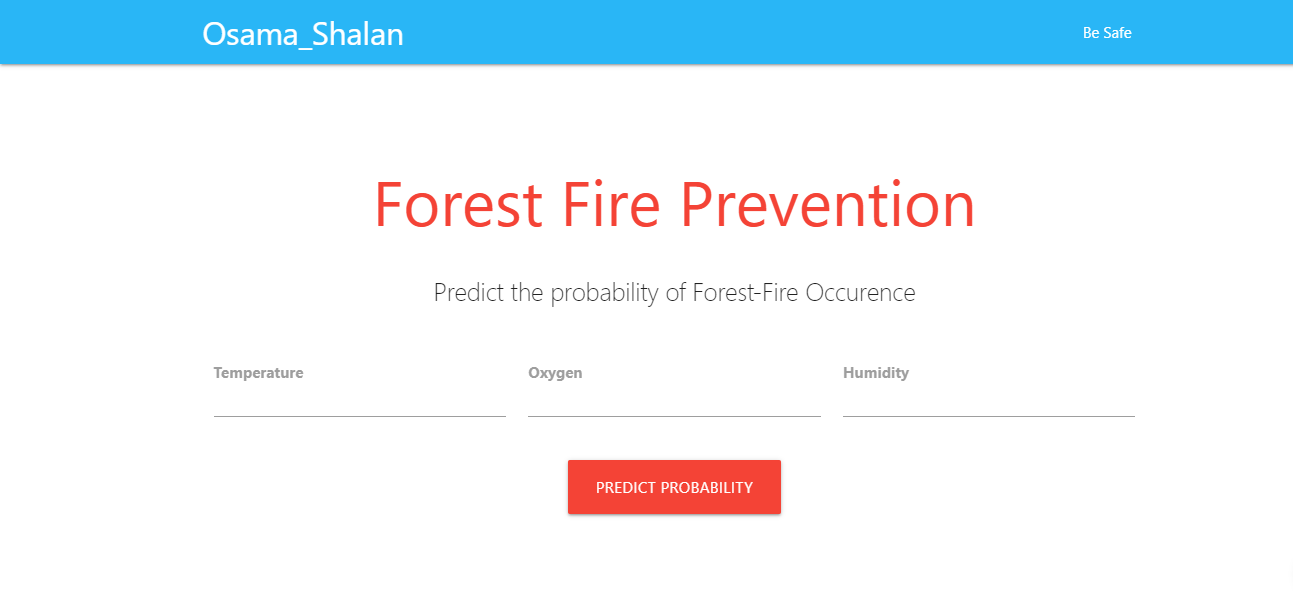 Osama_Shalan
Be Safe
Forest Fire Prevention
Predict the probability of Forest-Fire Occurence
Temperature
Oxygen
Humidity
PREDICT PROBABILITY